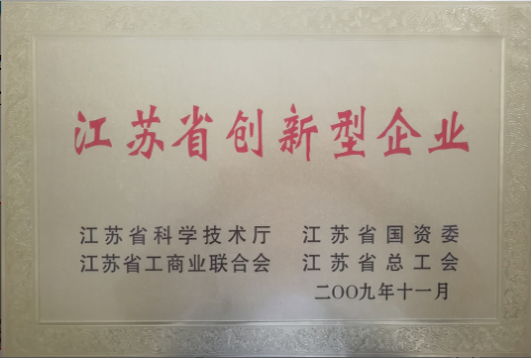 江苏省创新型企业
江苏省科学技术厅 江苏省国资委
江苏省工商业联合会 江苏省总工会
二〇〇九年十一月